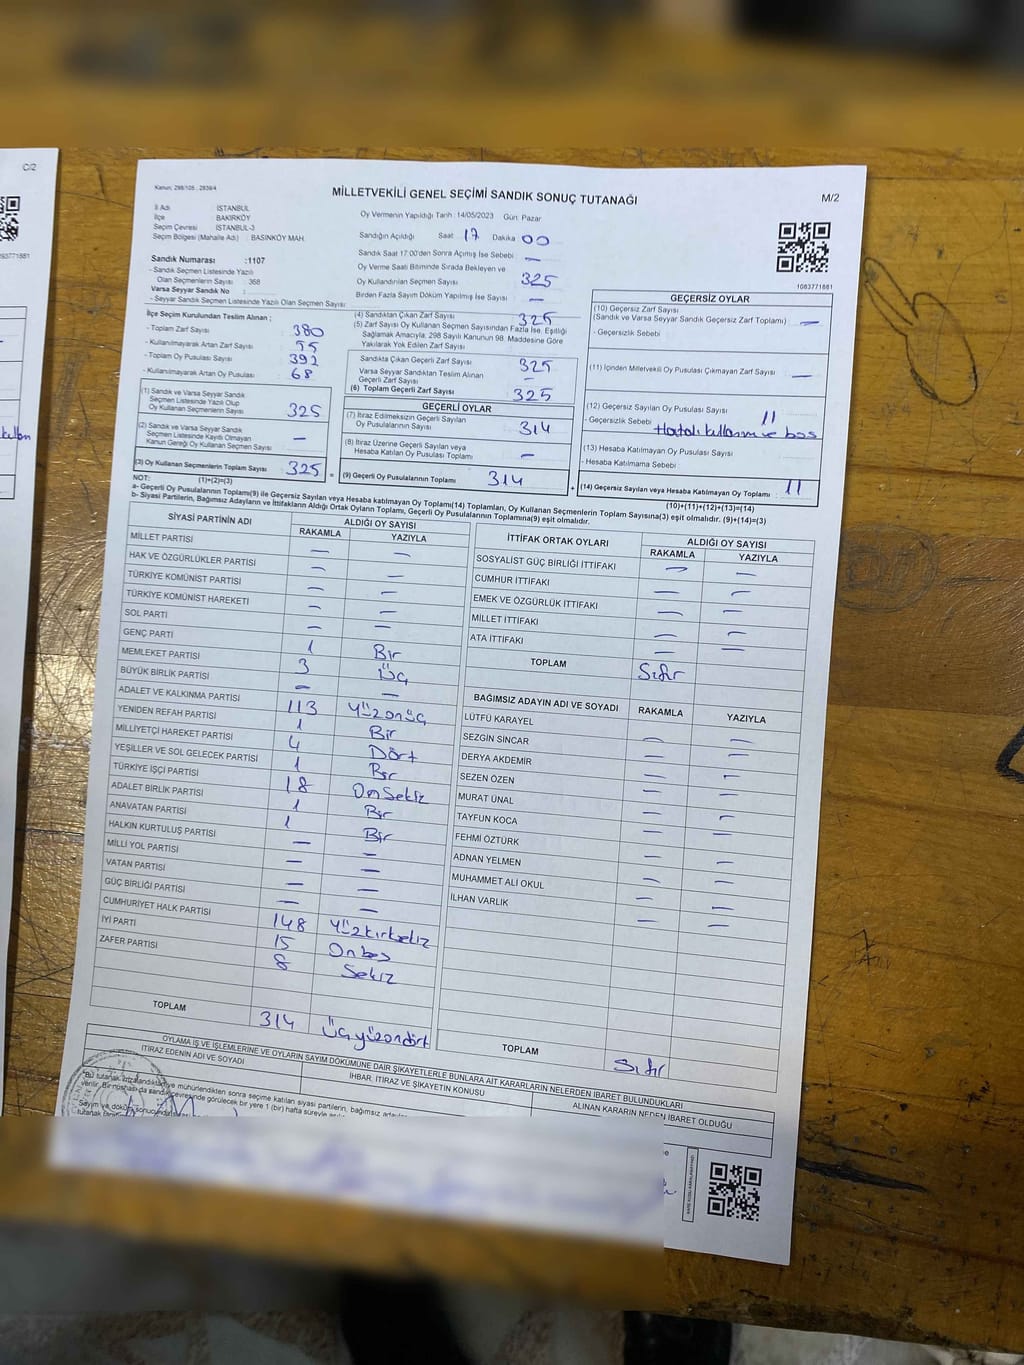 C/2
Kanun: 298/105 ; 2839/4
MİLLETVEKİLİ GENEL SEÇİMİ SANDIK SONUÇ TUTANAĞI
M/2
İl Adı : İSTANBUL
İlçe : BAKIRKÖY
Seçim Çevresi : İSTANBUL-3
Seçim Bölgesi (Mahalle Adı) : BASINKÖY MAH.
Sandık Numarası :1107
- Sandık Seçmen Listesinde Yazılı
Olan Seçmenlerin Sayısı : 368
Varsa Seyyar Sandık No :
- Seyyar Sandık Seçmen Listesinde Yazılı Olan Seçmen Sayısı:
Oy Vermenin Yapıldığı Tarih : 14/05/2023 Gün: Pazar
Sandığın Açıldığı Saat 17 Dakika 00
Sandık Saat 17:00'den Sonra Açımış İse Sebebi —
Oy Verme Saati Bitiminde Sırada Bekleyen ve
Oy Kullandırılan Seçmen Sayısı 325
Birden Fazla Sayım Döküm Yapılmış İse Sayısı —
1083771881
İlçe Seçim Kurulundan Teslim Alınan ;
- Toplam Zarf Sayısı : 380
- Kullanılmayarak Artan Zarf Sayısı : 55
- Toplam Oy Pusulası Sayısı : 392
- Kullanılmayarak Artan Oy Pusulası : 68
(1) Sandık ve Varsa Seyyar Sandık
Seçmen Listesinde Yazılı Olup
Oy Kullanan Seçmenlerin Sayısı 325
(2) Sandık ve Varsa Seyyar Sandık
Seçmen Listesinde Kayıtlı Olmayan
Kanun Gereği Oy Kullanan Seçmen Sayısı —
(3) Oy Kullanan Seçmenlerin Toplam Sayısı 325
(1)+(2)=(3)
(4) Sandıktan Çıkan Zarf Sayısı 325
(5) Zarf Sayısı Oy Kullanan Seçmen Sayısından Fazla İse, Eşitliği
Sağlamak Amacıyla, 298 Sayılı Kanunun 98. Maddesine Göre
Yakılarak Yok Edilen Zarf Sayısı
Sandıkta Çıkan Geçerli Zarf Sayısı 325
Varsa Seyyar Sandıktan Teslim Alınan
Geçerli Zarf Sayısı —
(6) Toplam Geçerli Zarf Sayısı 325
GEÇERLİ OYLAR
(7) İtiraz Edilmeksizin Geçerli Sayılan
Oy Pusulalarının Sayısı 314
(8) İtiraz Üzerine Geçerli Sayılan veya
Hesaba Katılan Oy Pusulası Toplamı —
(9) Geçerli Oy Pusulalarının Toplamı 314
GEÇERSİZ OYLAR
(10) Geçersiz Zarf Sayısı
(Sandık ve Varsa Seyyar Sandık Geçersiz Zarf Toplamı) —
- Geçersizlik Sebebi :
(11) İçinden Milletvekili Oy Pusulası Çıkmayan Zarf Sayısı —
(12) Geçersiz Sayılan Oy Pusulası Sayısı 11
- Geçersizlik Sebebi : Hatalı kullanım ve boş
(13) Hesaba Katılmayan Oy Pusulası Sayısı
- Hesaba Katılmama Sebebi :
(14) Geçersiz Sayılan veya Hesaba Katılmayan Oy Toplamı : 11
(10)+(11)+(12)+(13)=(14)
NOT:
a- Geçerli Oy Pusulalarının Toplamı(9) ile Geçersiz Sayılan veya Hesaba Katılmayan Oy Toplamı(14) Toplamları, Oy Kullanan Seçmenlerin Toplam Sayısına(3) eşit olmalıdır. (9)+(14)=(3)
b- Siyasi Partilerin, Bağımsız Adayların ve İttifakların Aldığı Ortak Oyların Toplamı, Geçerli Oy Pusulalarının Toplamına(9) eşit olmalıdır.
SİYASİ PARTİNİN ADI ALDIĞI OY SAYISI
RAKAMLA YAZIYLA
MİLLET PARTİSİ — —
HAK VE ÖZGÜRLÜKLER PARTİSİ — —
TÜRKİYE KOMÜNİST PARTİSİ — —
TÜRKİYE KOMÜNİST HAREKETİ — —
SOL PARTİ — —
GENÇ PARTİ 1 Bir
MEMLEKET PARTİSİ 3 Üç
BÜYÜK BİRLİK PARTİSİ — —
ADALET VE KALKINMA PARTİSİ 113 Yüzonüç
YENİDEN REFAH PARTİSİ 1 Bir
MİLLİYETÇİ HAREKET PARTİSİ 4 Dört
YEŞİLLER VE SOL GELECEK PARTİSİ 1 Bir
TÜRKİYE İŞÇİ PARTİSİ 18 Onsekiz
ADALET BİRLİK PARTİSİ 1 Bir
ANAVATAN PARTİSİ 1 Bir
HALKIN KURTULUŞ PARTİSİ — —
MİLLİ YOL PARTİSİ — —
VATAN PARTİSİ — —
GÜÇ BİRLİĞİ PARTİSİ — —
CUMHURİYET HALK PARTİSİ 148 Yüzkırksekiz
İYİ PARTİ 15 Onbeş
ZAFER PARTİSİ 8 Sekiz
TOPLAM 314 Üçyüzondört
İTTİFAK ORTAK OYLARI ALDIĞI OY SAYISI
RAKAMLA YAZIYLA
SOSYALİST GÜÇ BİRLİĞİ İTTİFAKI — —
CUMHUR İTTİFAKI — —
EMEK VE ÖZGÜRLÜK İTTİFAKI — —
MİLLET İTTİFAKI — —
ATA İTTİFAKI — —
TOPLAM Sıfır
BAĞIMSIZ ADAYIN ADI VE SOYADI RAKAMLA YAZIYLA
LÜTFÜ KARAYEL — —
SEZGİN SİNCAR — —
DERYA AKDEMİR — —
SEZEN ÖZEN — —
MURAT ÜNAL — —
TAYFUN KOCA — —
FEHMİ ÖZTÜRK — —
ADNAN YELMEN — —
MUHAMMET ALİ OKUL — —
İLHAN VARLIK — —
TOPLAM Sıfır
OYLAMA İŞ VE İŞLEMLERİNE VE OYLARIN SAYIM DÖKÜMÜNE DAİR ŞİKAYETLERLE BUNLARA AİT KARARLARIN NELERDEN İBARET BULUNDUKLARI
İTİRAZ EDENİN ADI VE SOYADI İHBAR, İTİRAZ VE ŞİKAYETİN KONUSU ALINAN KARARIN NEDEN İBARET OLDUĞU